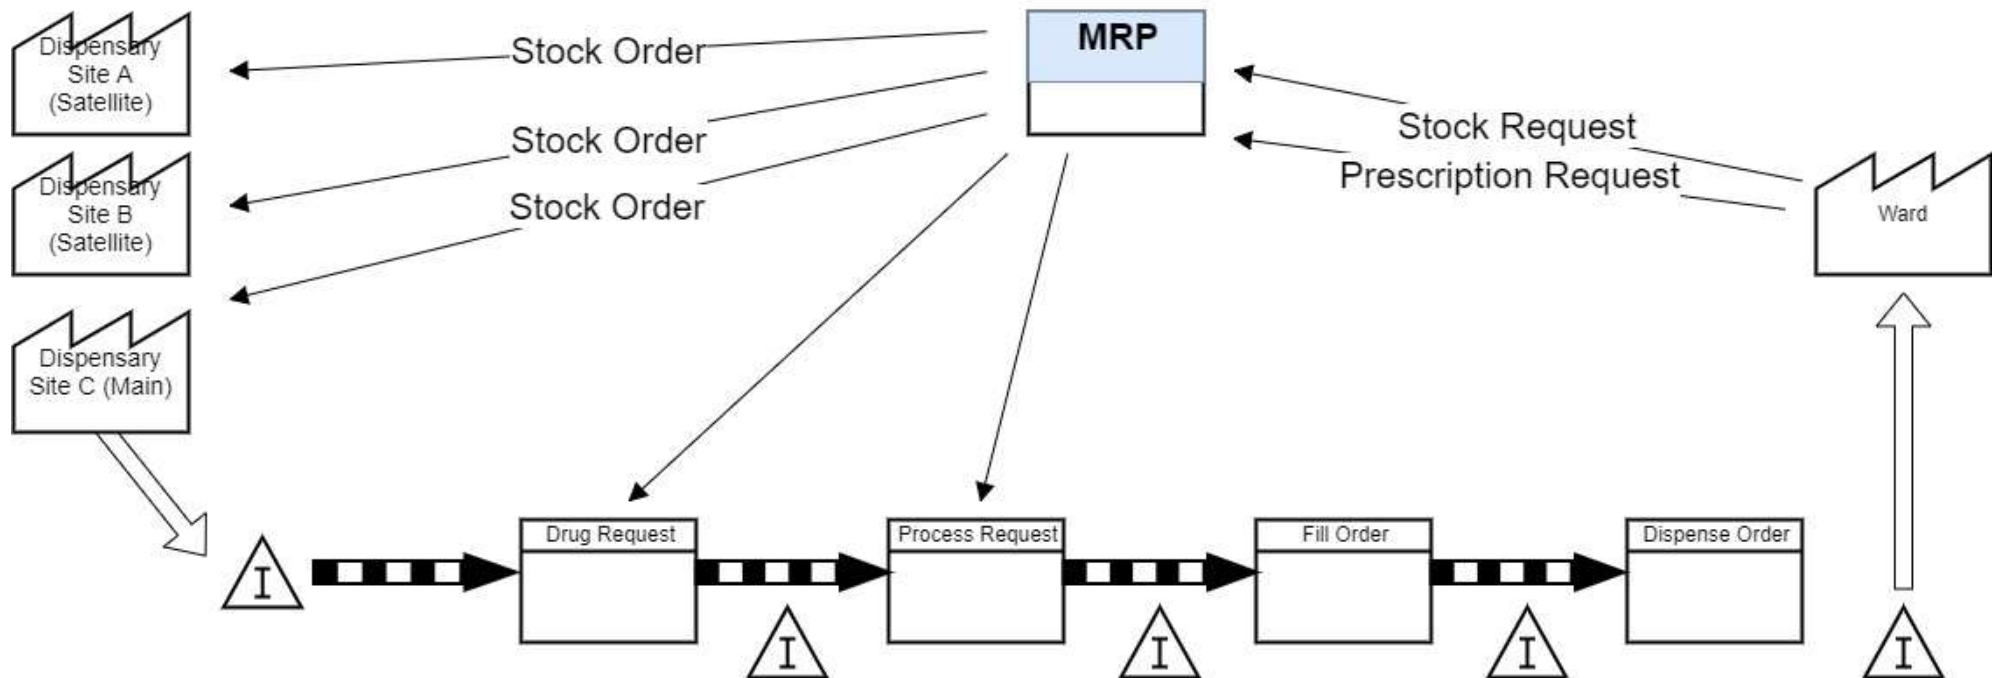 Dispensary
Site A
(Satellite)
Stock Order
MRP
Stock Request
Prescription Request
Stock Order
Dispensary
Site B
(Satellite)
Stock Order
Ward
Dispensary
Site C (Main)
Drug Request
Process Request
Fill Order
Dispense Order
I
I
I
I
I